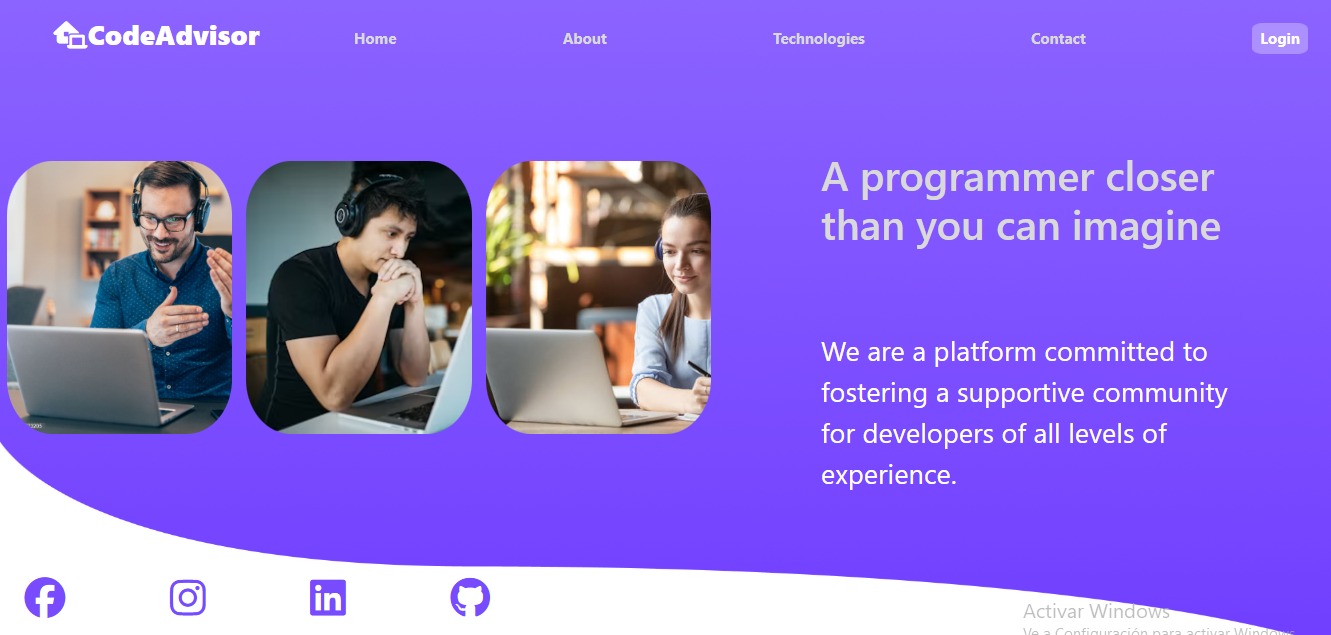 CodeAdvisor
Home
About
Technologies
Contact
Login
A programmer closer
than you can imagine
We are a platform committed to
fostering a supportive community
for developers of all levels of
experience.
Activar Windows
Ve a Configuración para activar Windows.